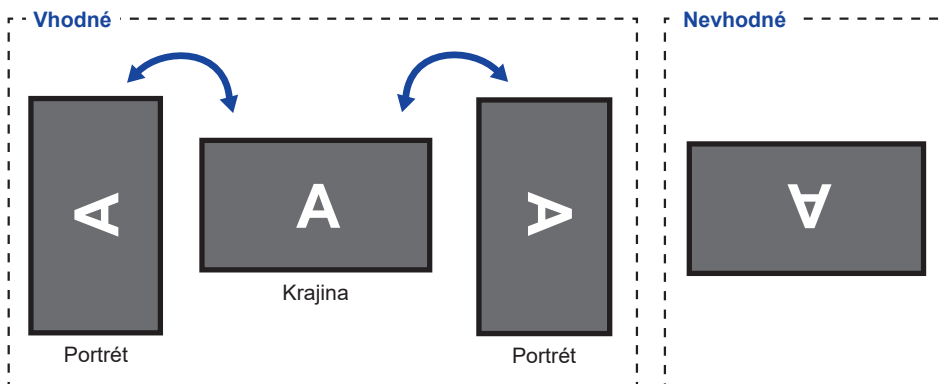 Vhodné
Nevhodné
A
A
A
A
Krajina
Portrét
Portrét